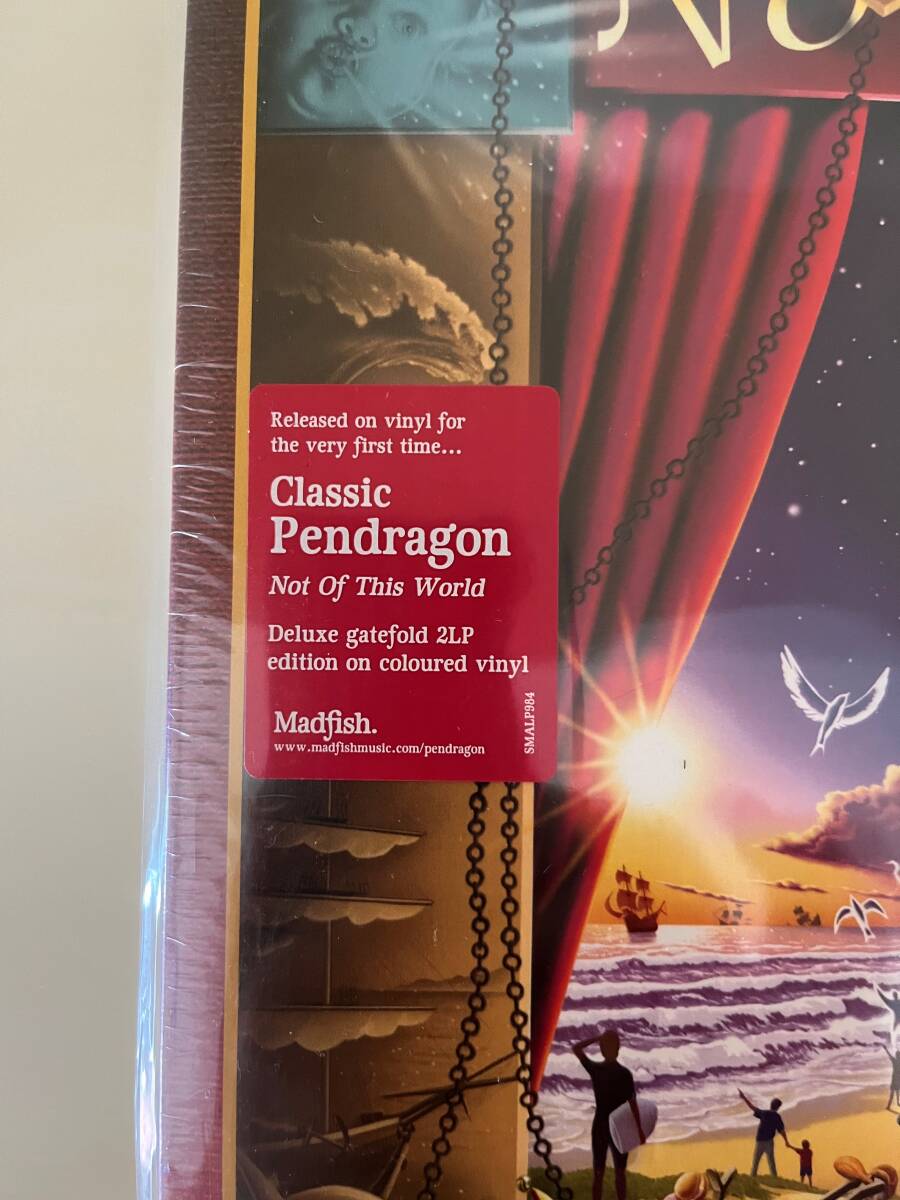 NO
Released on vinyl for
the very first time...
Classic
Pendragon
Not Of This World
Deluxe gatefold 2LP
edition on coloured vinyl
Madfish.
www.madfishmusic.com/pendragon
SMALP984